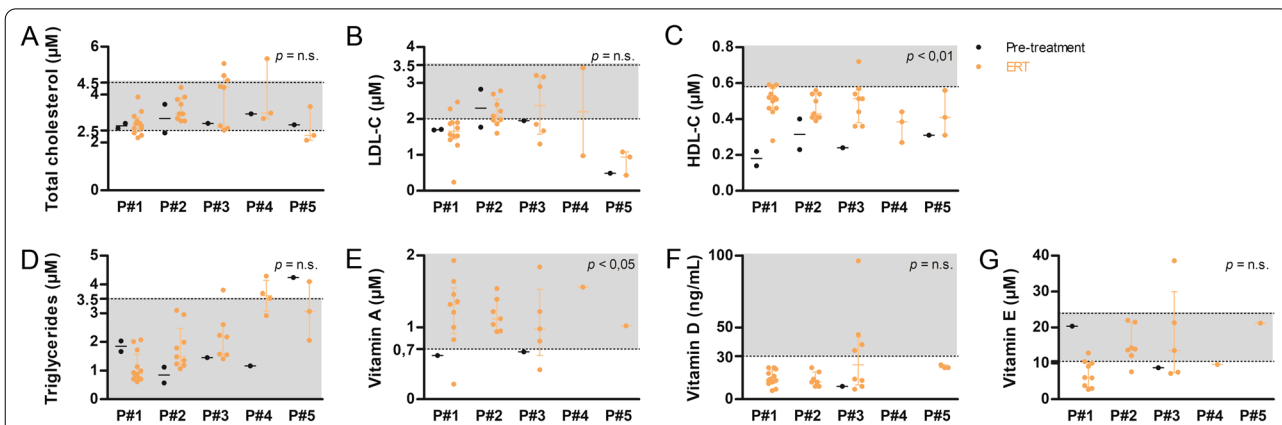 A
Total cholesterol (µM)
6
4.5
4
2.5
2
0
p = n.s.
P#1 P#2 P#3 P#4 P#5
B
LDL-C (µM)
4
3.5
3
2
1
0
p = n.s.
P#1 P#2 P#3 P#4 P#5
C
HDL-C (µM)
0.8
0.6
0.4
0.2
0.0
p < 0,01
P#1 P#2 P#3 P#4 P#5
Pre-treatment
ERT
D
Triglycerides (µM)
5
4
3.5
3
2
1
0
p = n.s.
P#1 P#2 P#3 P#4 P#5
E
Vitamin A (µM)
2
1
0,7
0
p < 0,05
P#1 P#2 P#3 P#4 P#5
F
Vitamin D (ng/mL)
100
50
30
0
p = n.s.
P#1 P#2 P#3 P#4 P#5
G
Vitamin E (µM)
40
30
20
10
0
p = n.s.
P#1 P#2 P#3 P#4 P#5